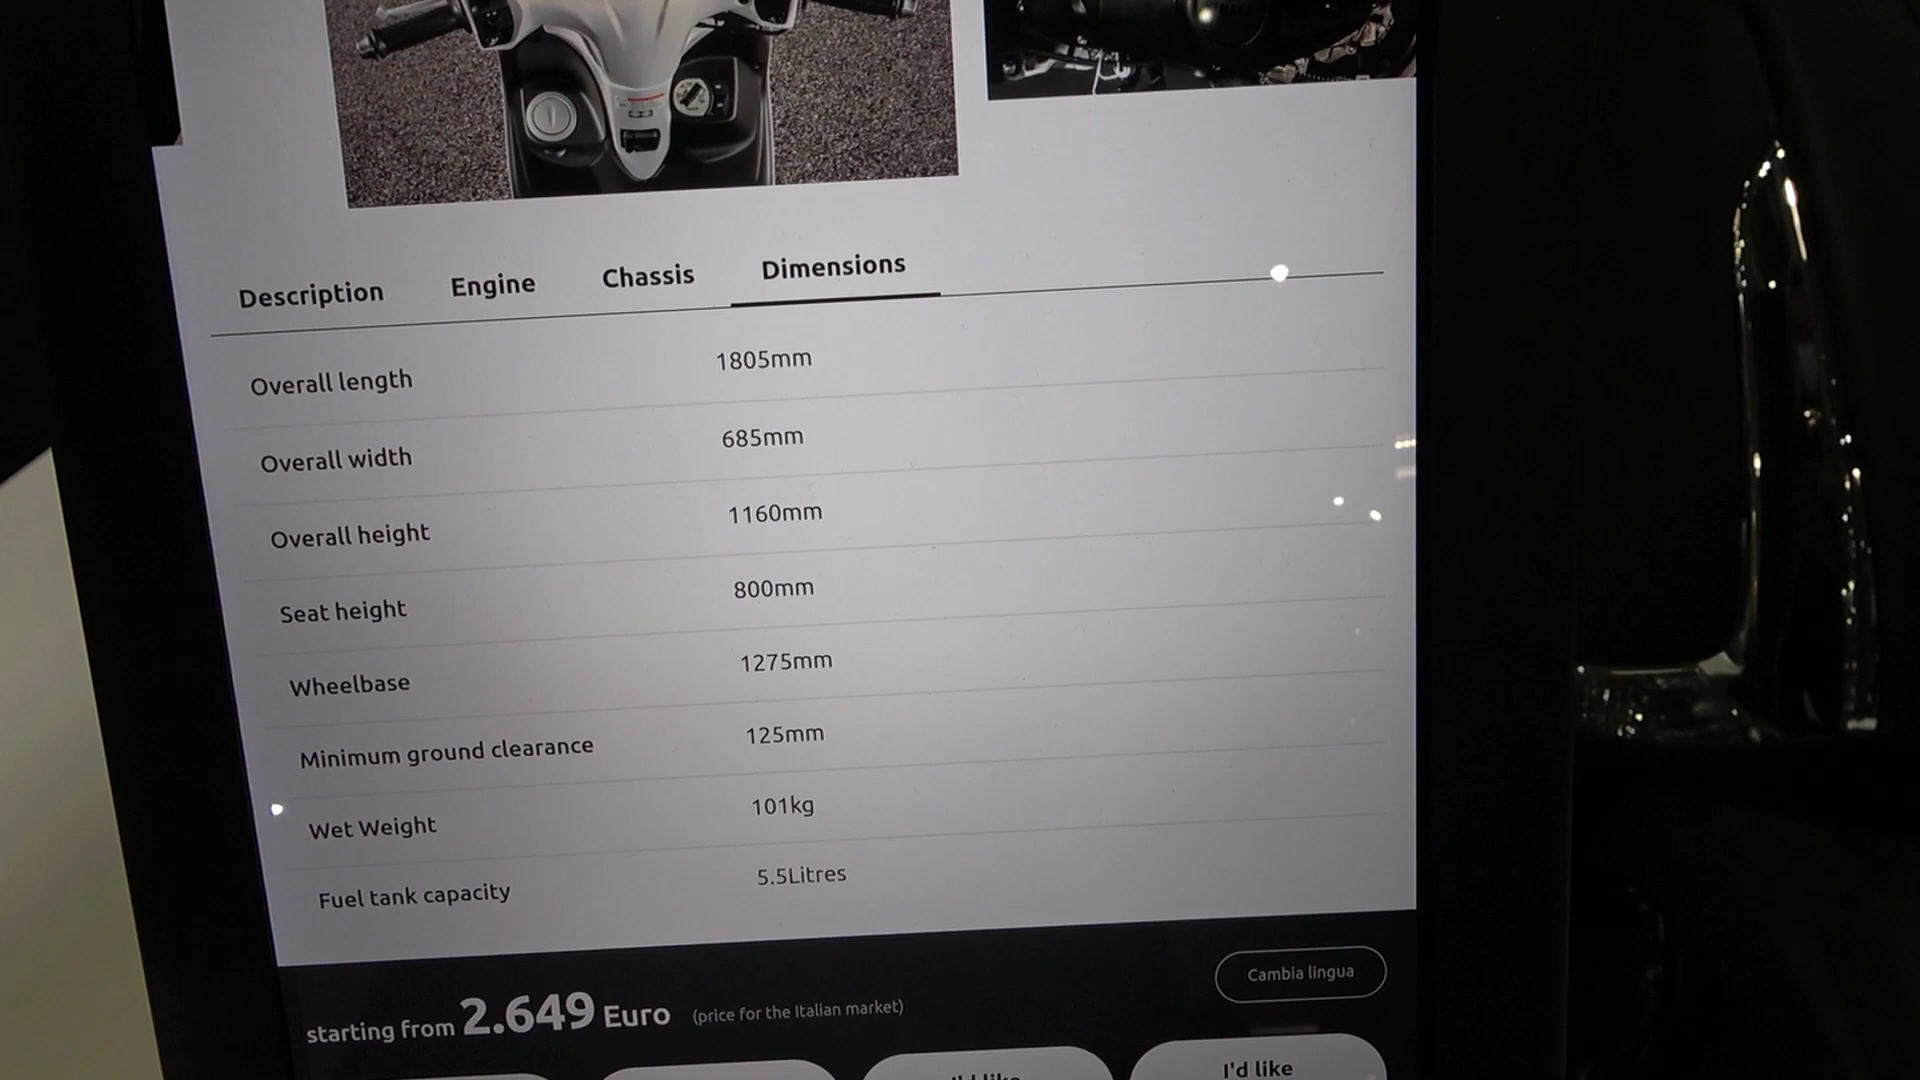 Description Engine Chassis Dimensions
Overall length 1805mm
Overall width 685mm
Overall height 1160mm
Seat height 800mm
Wheelbase 1275mm
Minimum ground clearance 125mm
Wet Weight 101kg
Fuel tank capacity 5.5Litres
Cambia lingua
starting from 2.649 Euro (price for the Italian market)
I'd like I'd like